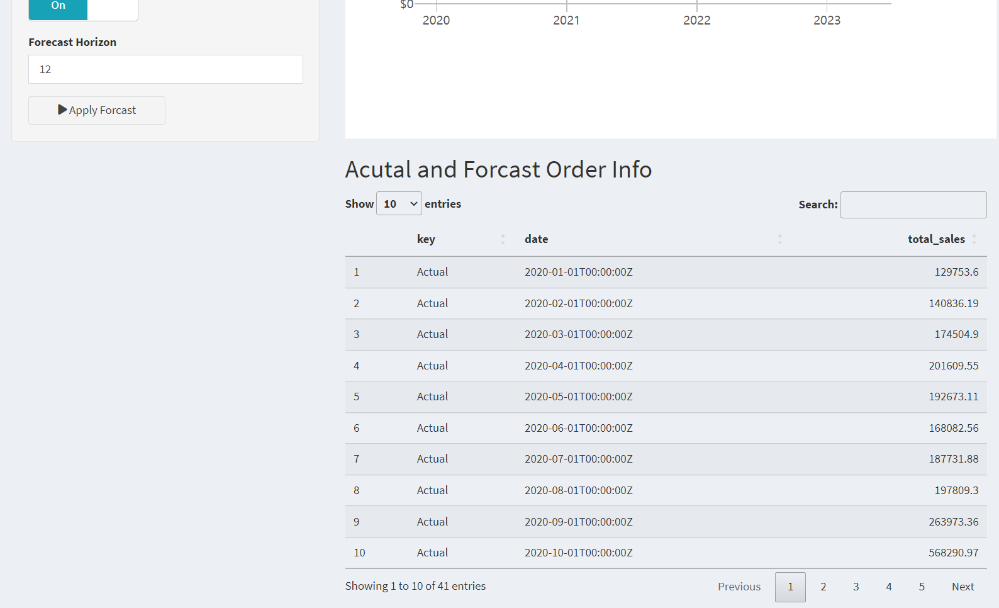 On
Forecast Horizon
12
Apply Forcast
$0
2020 2021 2022 2023
Acutal and Forcast Order Info
Show 10 entries Search:
key date total_sales
1 Actual 2020-01-01T00:00:00Z 129753.6
2 Actual 2020-02-01T00:00:00Z 140836.19
3 Actual 2020-03-01T00:00:00Z 174504.9
4 Actual 2020-04-01T00:00:00Z 201609.55
5 Actual 2020-05-01T00:00:00Z 192673.11
6 Actual 2020-06-01T00:00:00Z 168082.56
7 Actual 2020-07-01T00:00:00Z 187731.88
8 Actual 2020-08-01T00:00:00Z 197809.3
9 Actual 2020-09-01T00:00:00Z 263973.36
10 Actual 2020-10-01T00:00:00Z 568290.97
Showing 1 to 10 of 41 entries Previous 1 2 3 4 5 Next